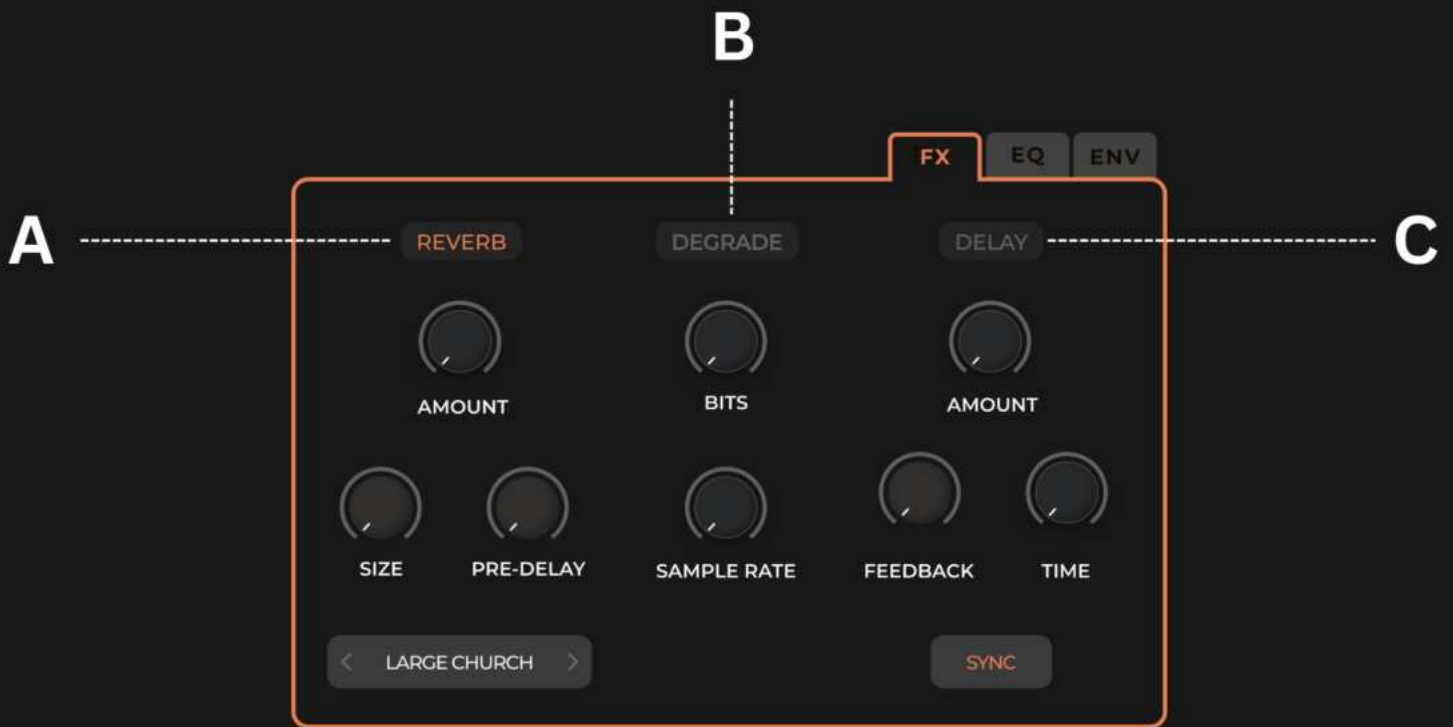 B
FX EQ ENV
A REVERB DEGRADE DELAY C
AMOUNT BITS AMOUNT
SIZE PRE-DELAY SAMPLE RATE FEEDBACK TIME
< LARGE CHURCH > SYNC